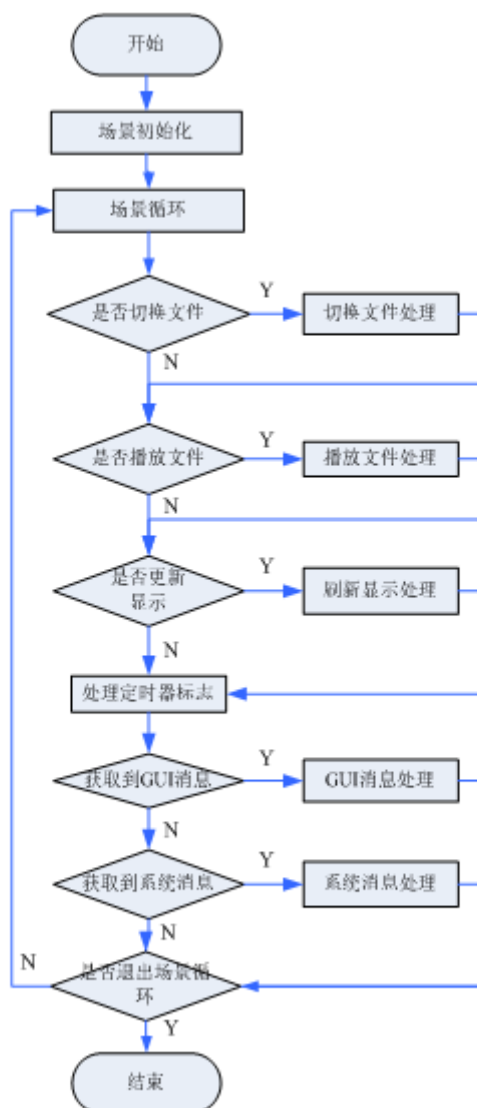 开始
场景初始化
场景循环
是否切换文件
Y
切换文件处理
N
是否播放文件
Y
播放文件处理
N
是否更新
显示
Y
刷新显示处理
N
处理定时器标志
获取到GUI消息
Y
GUI消息处理
N
获取到系统消息
Y
系统消息处理
N
是否退出场景循
环
N
Y
结束